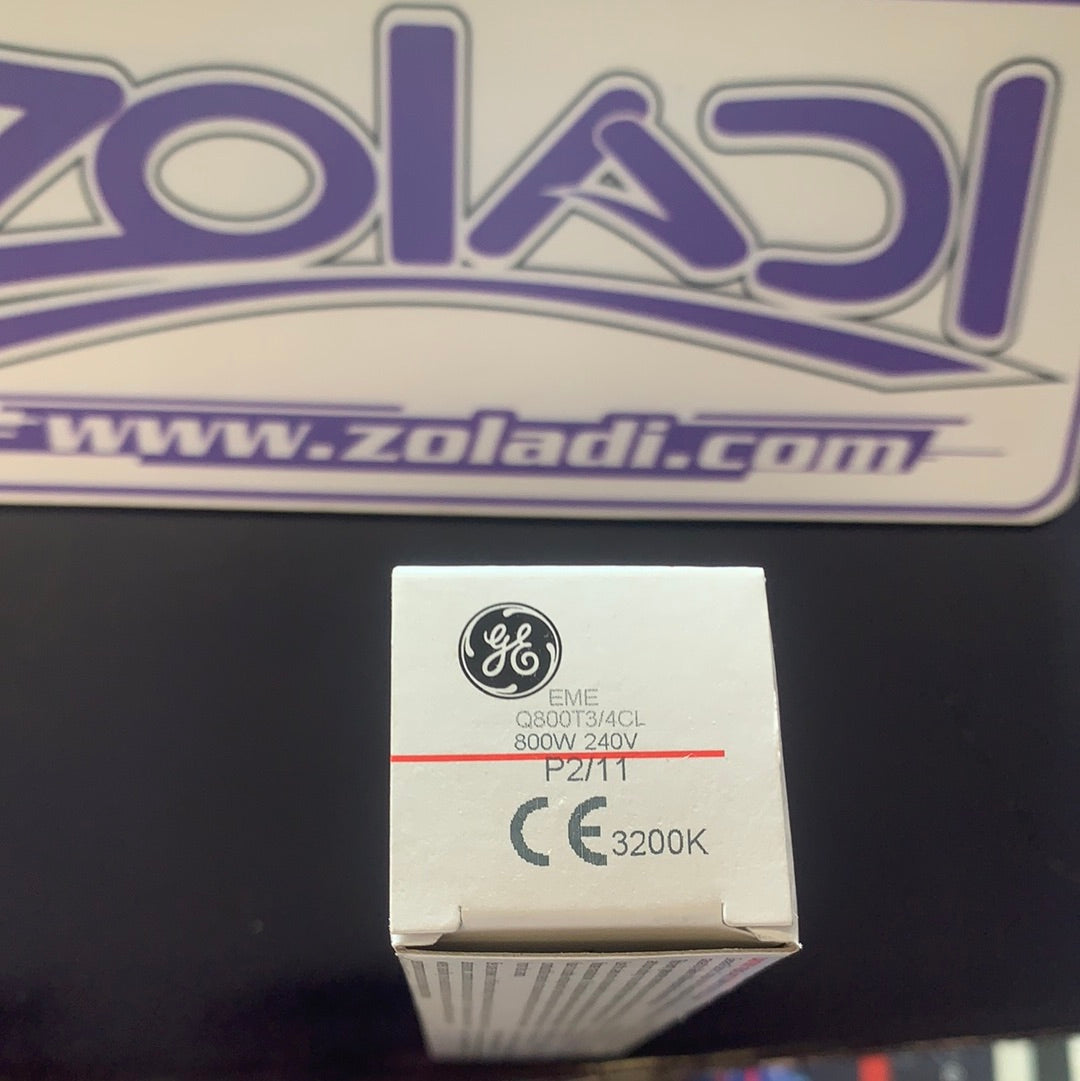 ZOLADI
www.zoladi.com
GE
EME
Q800T3/4CL
800W 240V
P2/11
CE 3200K